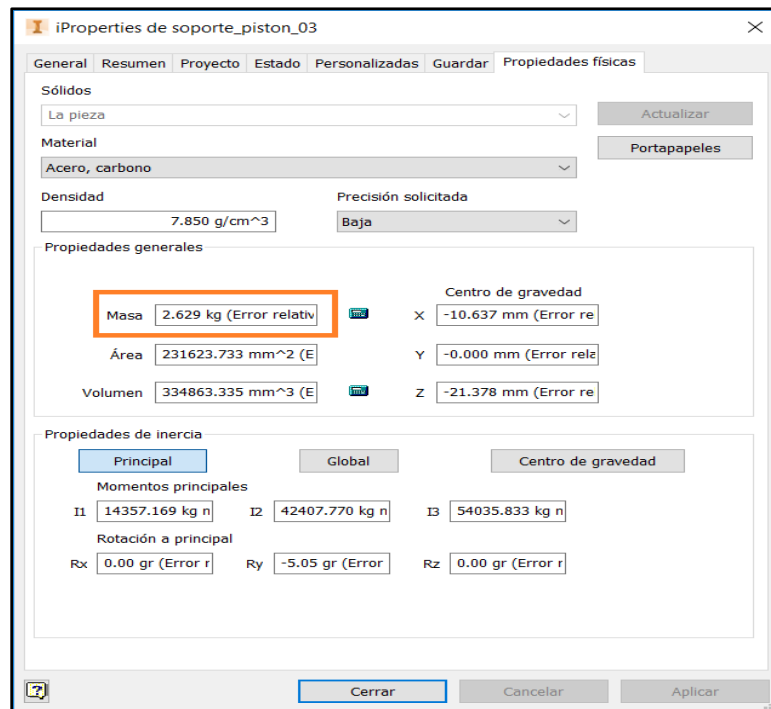 iProperties de soporte_piston_03
General Resumen Proyecto Estado Personalizadas Guardar Propiedades físicas
Sólidos
La pieza
Actualizar
Material
Portapapeles
Acero, carbono
Densidad Precisión solicitada
7.850 g/cm^3 Baja
Propiedades generales
Centro de gravedad
Masa 2.629 kg (Error relativ X -10.637 mm (Error re
Área 231623.733 mm^2 (E Y -0.000 mm (Error rela
Volumen 334863.335 mm^3 (E Z -21.378 mm (Error re
Propiedades de inercia
Principal Global Centro de gravedad
Momentos principales
I1 14357.169 kg n I2 42407.770 kg n I3 54035.833 kg n
Rotación a principal
Rx 0.00 gr (Error r Ry -5.05 gr (Error Rz 0.00 gr (Error r
Cerrar Cancelar Aplicar